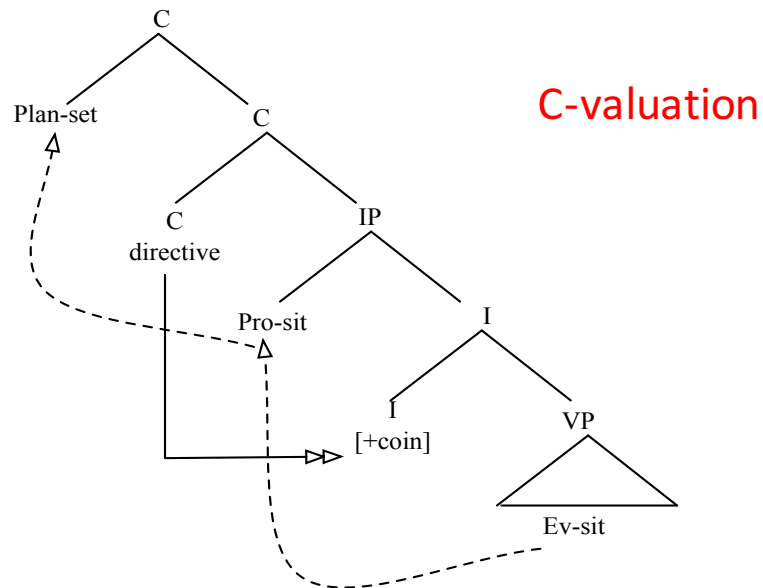 C
C-valuation
Plan-set
C
C
IP
directive
Pro-sit
I
I
VP
[+coin]
Ev-sit